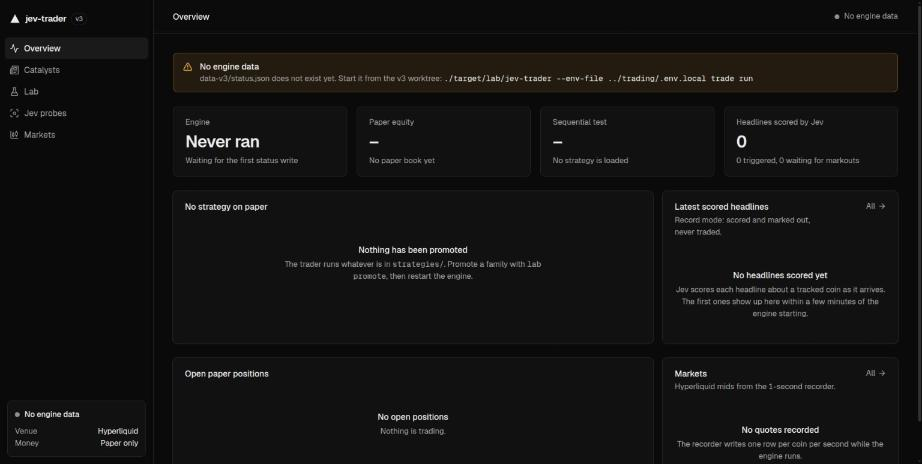 jev-trader v3
Overview
Catalysts
Lab
Jev probes
Markets
No engine data
Venue Hyperliquid
Money Paper only
Overview
No engine data
No engine data
data-v3/status.json does not exist yet. Start it from the v3 worktree: ./target/lab/jev-trader --env-file ../trading/.env.local trade run
Engine
Never ran
Waiting for the first status write
Paper equity
–
No paper book yet
Sequential test
–
No strategy is loaded
Headlines scored by Jev
0
0 triggered, 0 waiting for markouts
No strategy on paper
Nothing has been promoted
The trader runs whatever is in strategies/. Promote a family with lab
promote, then restart the engine.
Latest scored headlines
All →
Record mode: scored and marked out,
never traded.
No headlines scored yet
Jev scores each headline about a tracked coin as it arrives.
The first ones show up here within a few minutes of the
engine starting.
Open paper positions
No open positions
Nothing is trading.
Markets
All →
Hyperliquid mids from the 1-second recorder.
No quotes recorded
The recorder writes one row per coin per second while the
engine runs.